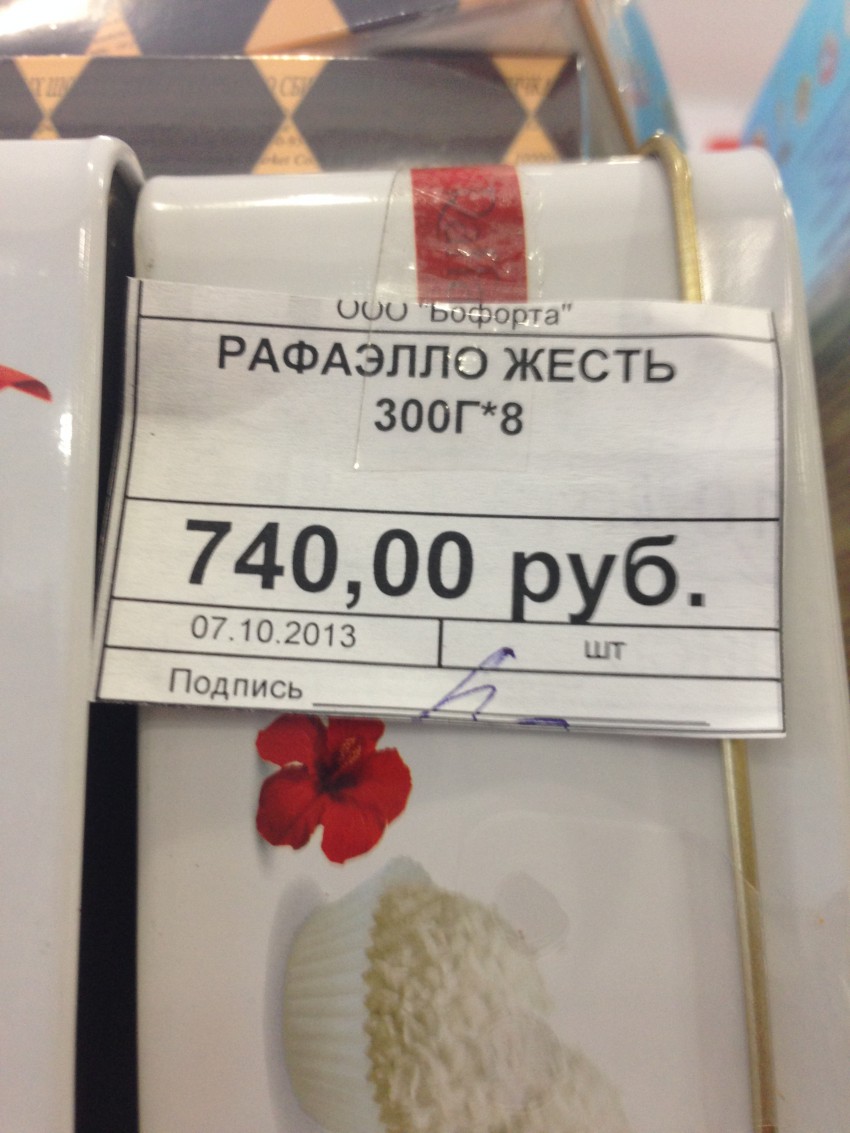 ООО "Бофорта"
РАФАЭЛЛО ЖЕСТЬ
300Г*8
740,00 руб.
07.10.2013
шт
Подпись